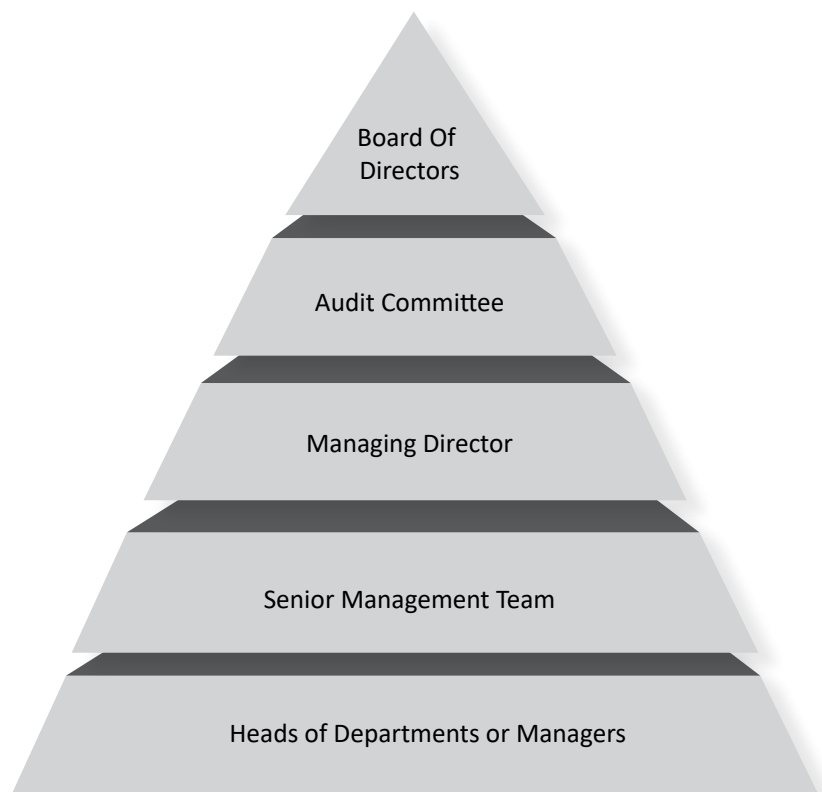 Board Of
Directors
Audit Committee
Managing Director
Senior Management Team
Heads of Departments or Managers